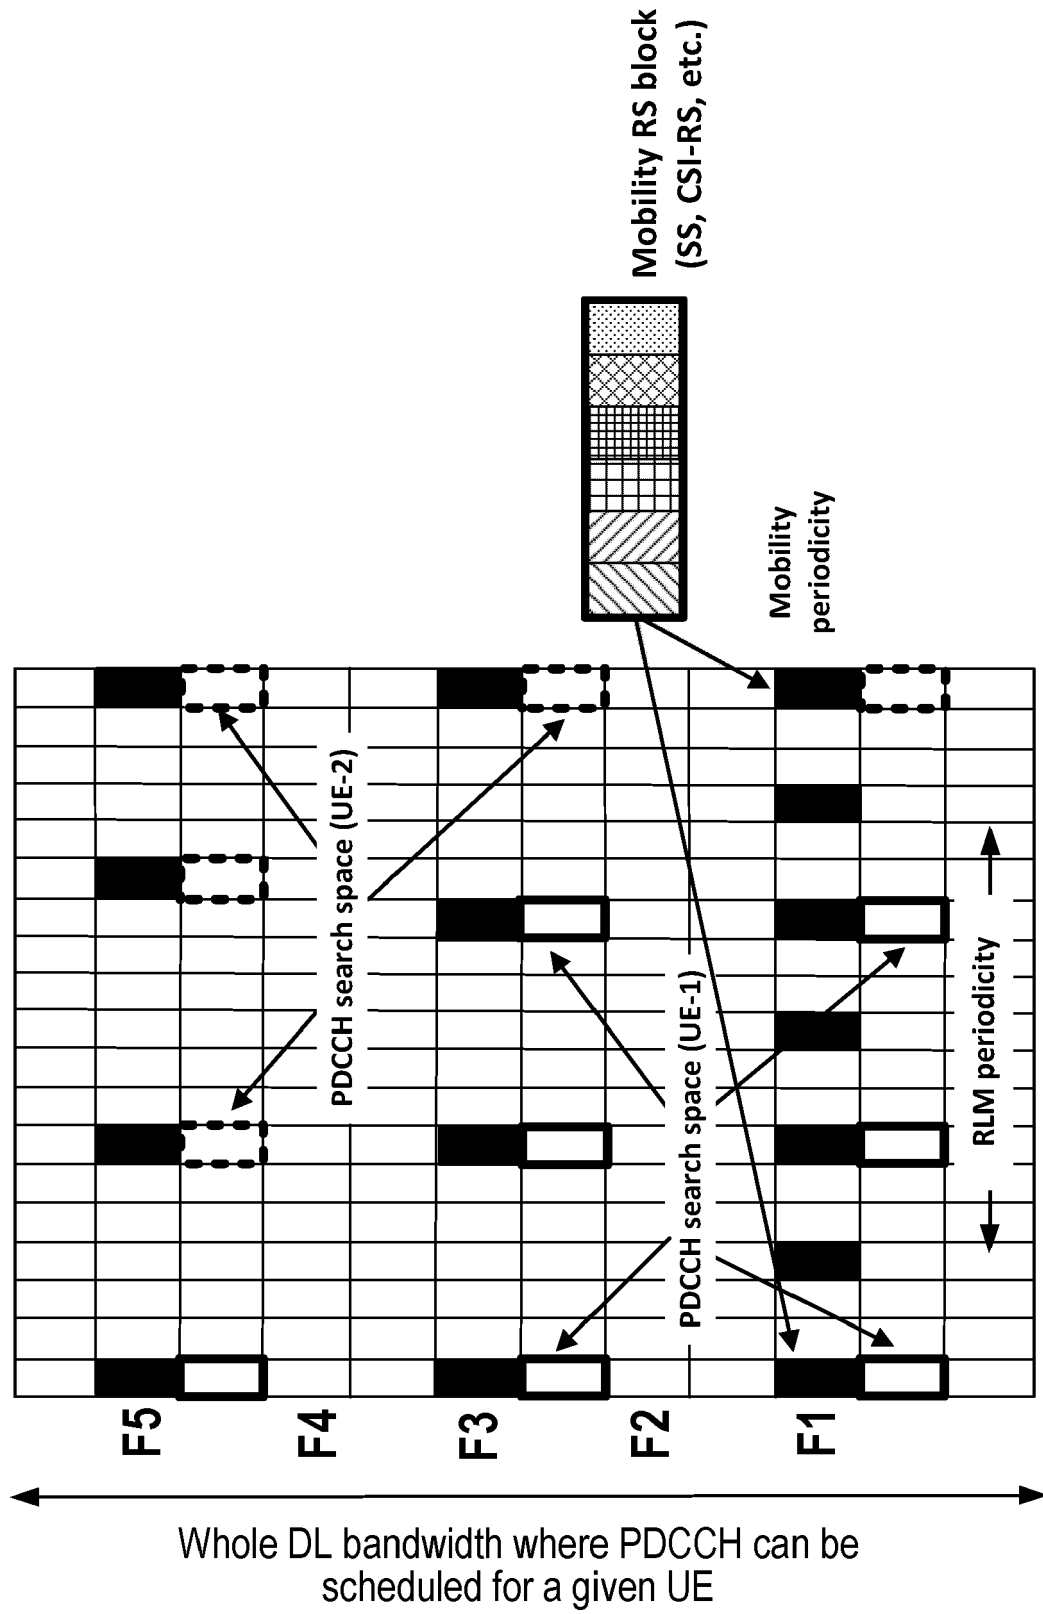 Mobility RS block
(SS, CSI-RS, etc.)
Mobility
periodicity
PDCCH search space (UE-2)
PDCCH search space (UE-1)
RLM periodicity
F5
F4
F3
F2
F1
Whole DL bandwidth where PDCCH can be
scheduled for a given UE